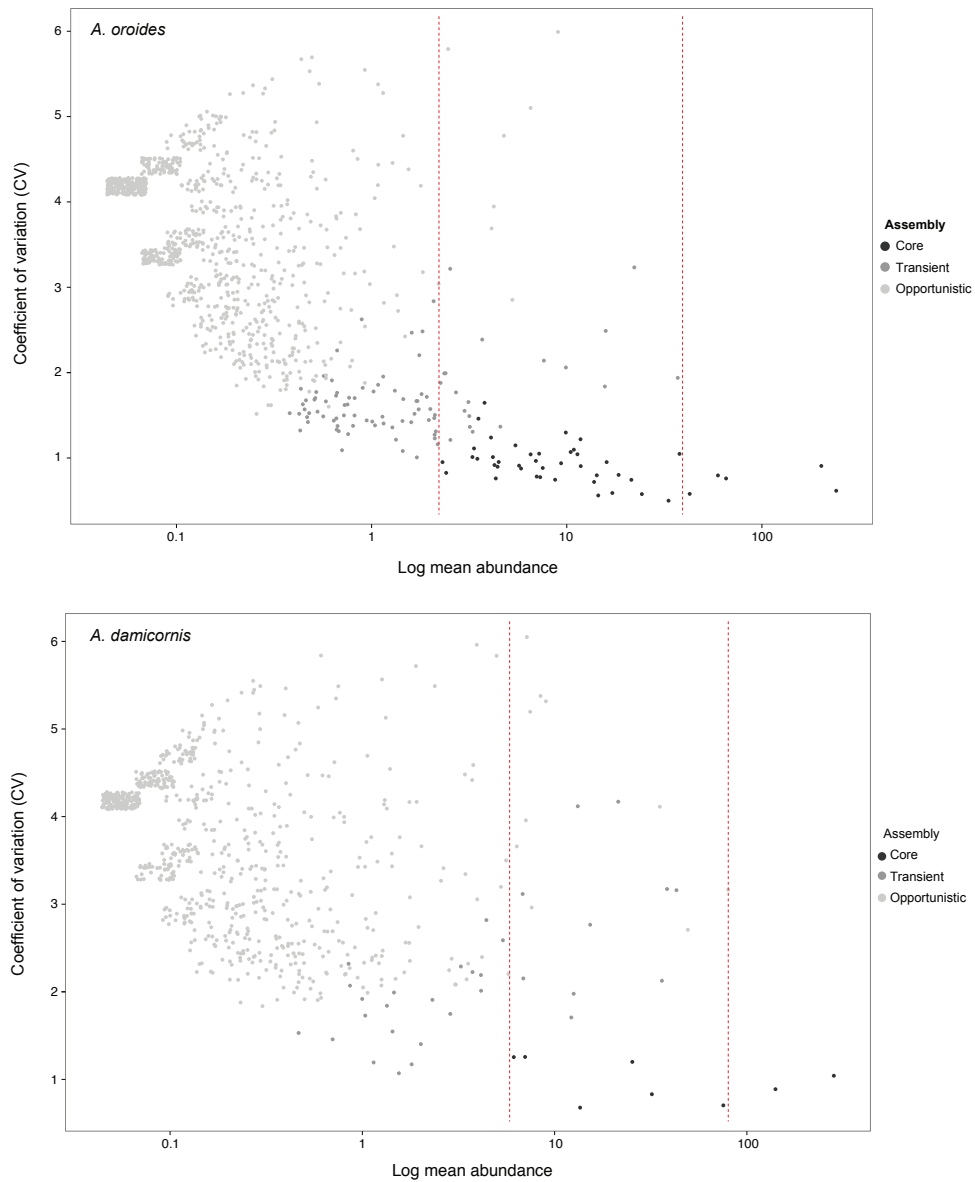 A. oroides
6
5
4
3
2
1
Coefficient of variation (CV)
0.1 1 10 100
Log mean abundance
Assembly
Core
Transient
Opportunistic
A. damicornis
6
5
4
3
2
1
Coefficient of variation (CV)
0.1 1 10 100
Log mean abundance
Assembly
Core
Transient
Opportunistic